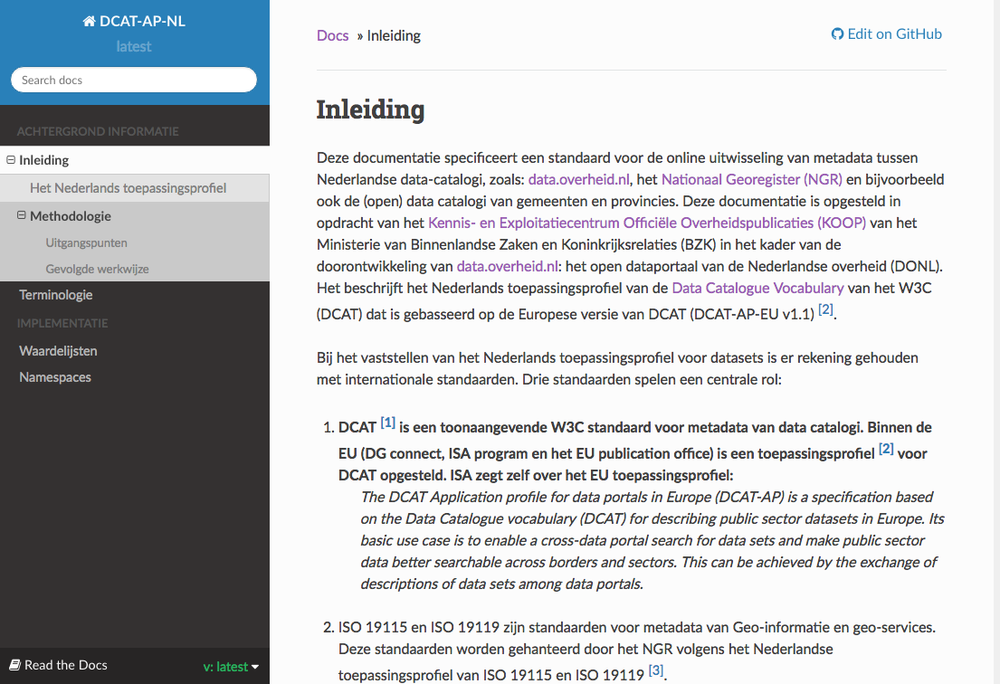 DCAT-AP-NL
latest
Search docs
ACHTERGROND INFORMATIE
Inleiding
Het Nederlands toepassingsprofiel
Methodologie
Uitgangspunten
Gevolgde werkwijze
Terminologie
IMPLEMENTATIE
Waardelijsten
Namespaces
Read the Docs
v: latest
Docs » Inleiding
Edit on GitHub
Inleiding
Deze documentatie specificeert een standaard voor de online uitwisseling van metadata tussen
Nederlandse data-catalogi, zoals: data.overheid.nl, het Nationaal Georegister (NGR) en bijvoorbeeld
ook de (open) data catalogi van gemeenten en provincies. Deze documentatie is opgesteld in
opdracht van het Kennis- en Exploitatiecentrum Officiële Overheidspublicaties (KOOP) van het
Ministerie van Binnenlandse Zaken en Koninkrijksrelaties (BZK) in het kader van de
doorontwikkeling van data.overheid.nl: het open dataportaal van de Nederlandse overheid (DONL).
Het beschrijft het Nederlands toepassingsprofiel van de Data Catalogue Vocabulary van het W3C
(DCAT) dat is gebasseerd op de Europese versie van DCAT (DCAT-AP-EU v1.1) [2].
Bij het vaststellen van het Nederlands toepassingsprofiel voor datasets is er rekening gehouden
met internationale standaarden. Drie standaarden spelen een centrale rol:
1. DCAT [1] is een toonaangevende W3C standaard voor metadata van data catalogi. Binnen de
EU (DG connect, ISA program en het EU publication office) is een toepassingsprofiel [2] voor
DCAT opgesteld. ISA zegt zelf over het EU toepassingsprofiel:
The DCAT Application profile for data portals in Europe (DCAT-AP) is a specification based
on the Data Catalogue vocabulary (DCAT) for describing public sector datasets in Europe. Its
basic use case is to enable a cross-data portal search for data sets and make public sector
data better searchable across borders and sectors. This can be achieved by the exchange of
descriptions of data sets among data portals.
2. ISO 19115 en ISO 19119 zijn standaarden voor metadata van Geo-informatie en geo-services.
Deze standaarden worden gehanteerd door het NGR volgens het Nederlandse
toepassingsprofiel van ISO 19115 en ISO 19119 [3].